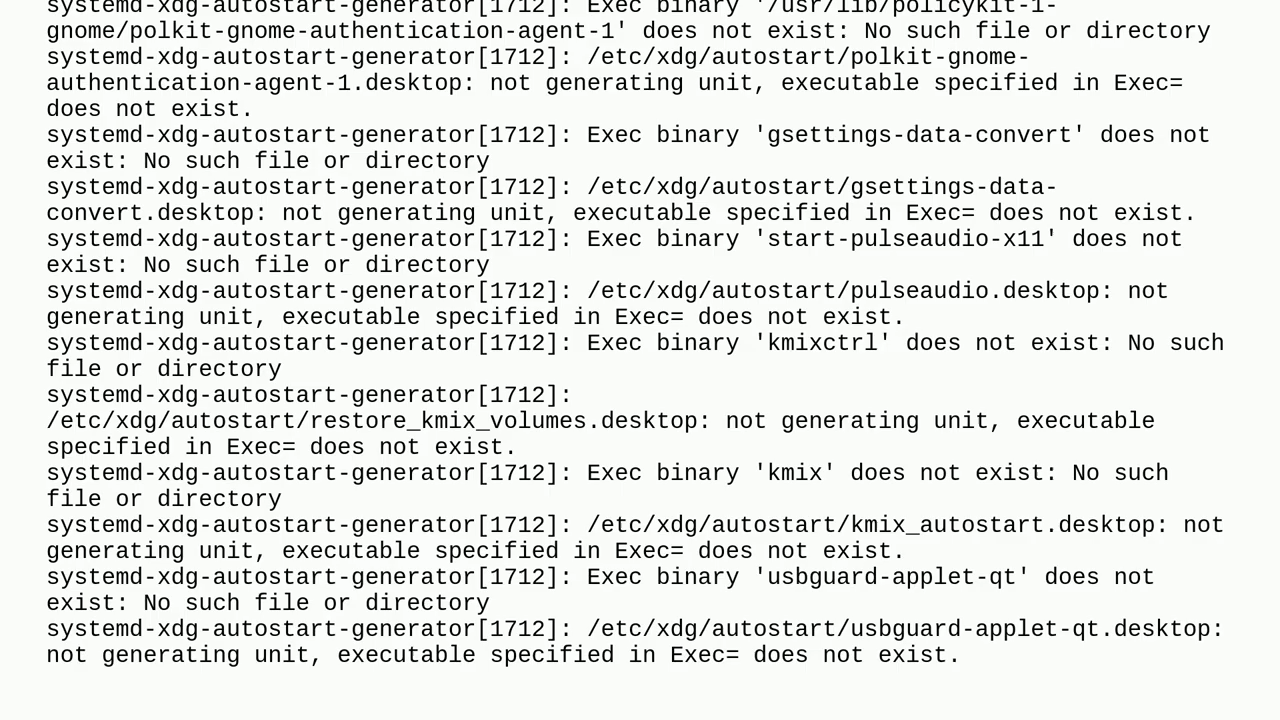 systemd-xdg-autostart-generator[1712]: Exec binary '/usr/lib/policykit-1-
gnome/polkit-gnome-authentication-agent-1' does not exist: No such file or directory
systemd-xdg-autostart-generator[1712]: /etc/xdg/autostart/polkit-gnome-
authentication-agent-1.desktop: not generating unit, executable specified in Exec=
does not exist.
systemd-xdg-autostart-generator[1712]: Exec binary 'gsettings-data-convert' does not
exist: No such file or directory
systemd-xdg-autostart-generator[1712]: /etc/xdg/autostart/gsettings-data-
convert.desktop: not generating unit, executable specified in Exec= does not exist.
systemd-xdg-autostart-generator[1712]: Exec binary 'start-pulseaudio-x11' does not
exist: No such file or directory
systemd-xdg-autostart-generator[1712]: /etc/xdg/autostart/pulseaudio.desktop: not
generating unit, executable specified in Exec= does not exist.
systemd-xdg-autostart-generator[1712]: Exec binary 'kmixctrl' does not exist: No such
file or directory
systemd-xdg-autostart-generator[1712]:
/etc/xdg/autostart/restore_kmix_volumes.desktop: not generating unit, executable
specified in Exec= does not exist.
systemd-xdg-autostart-generator[1712]: Exec binary 'kmix' does not exist: No such
file or directory
systemd-xdg-autostart-generator[1712]: /etc/xdg/autostart/kmix_autostart.desktop: not
generating unit, executable specified in Exec= does not exist.
systemd-xdg-autostart-generator[1712]: Exec binary 'usbguard-applet-qt' does not
exist: No such file or directory
systemd-xdg-autostart-generator[1712]: /etc/xdg/autostart/usbguard-applet-qt.desktop:
not generating unit, executable specified in Exec= does not exist.